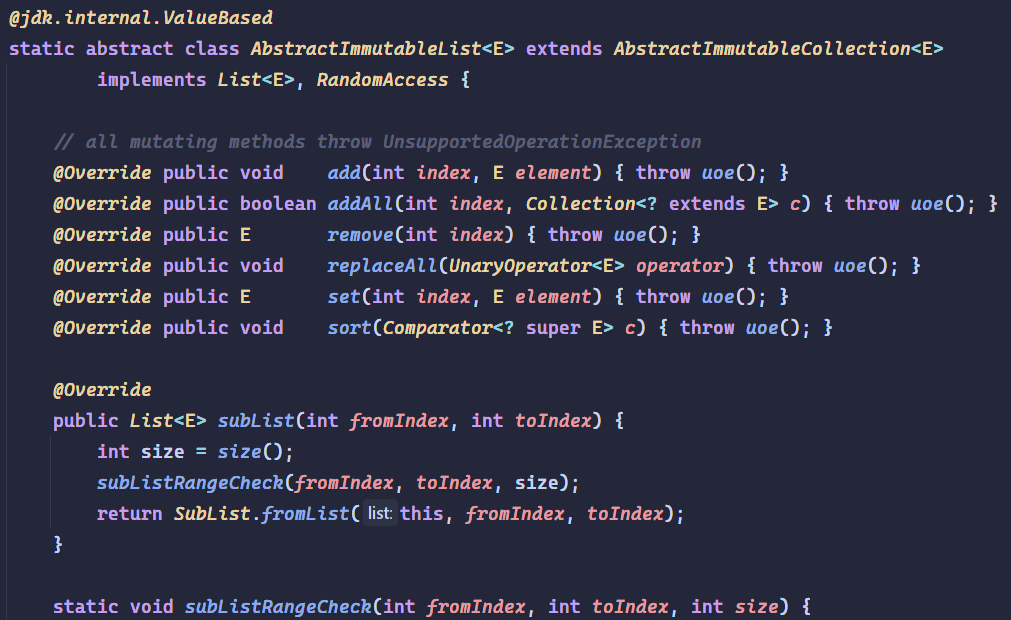 @jdk.internal.ValueBased
static abstract class AbstractImmutableList<E> extends AbstractImmutableCollection<E>
        implements List<E>, RandomAccess {

    // all mutating methods throw UnsupportedOperationException
    @Override public void    add(int index, E element) { throw uoe(); }
    @Override public boolean addAll(int index, Collection<? extends E> c) { throw uoe(); }
    @Override public E       remove(int index) { throw uoe(); }
    @Override public void    replaceAll(UnaryOperator<E> operator) { throw uoe(); }
    @Override public E       set(int index, E element) { throw uoe(); }
    @Override public void    sort(Comparator<? super E> c) { throw uoe(); }

    @Override
    public List<E> subList(int fromIndex, int toIndex) {
        int size = size();
        subListRangeCheck(fromIndex, toIndex, size);
        return SubList.fromList( list: this, fromIndex, toIndex);
    }

    static void subListRangeCheck(int fromIndex, int toIndex, int size) {